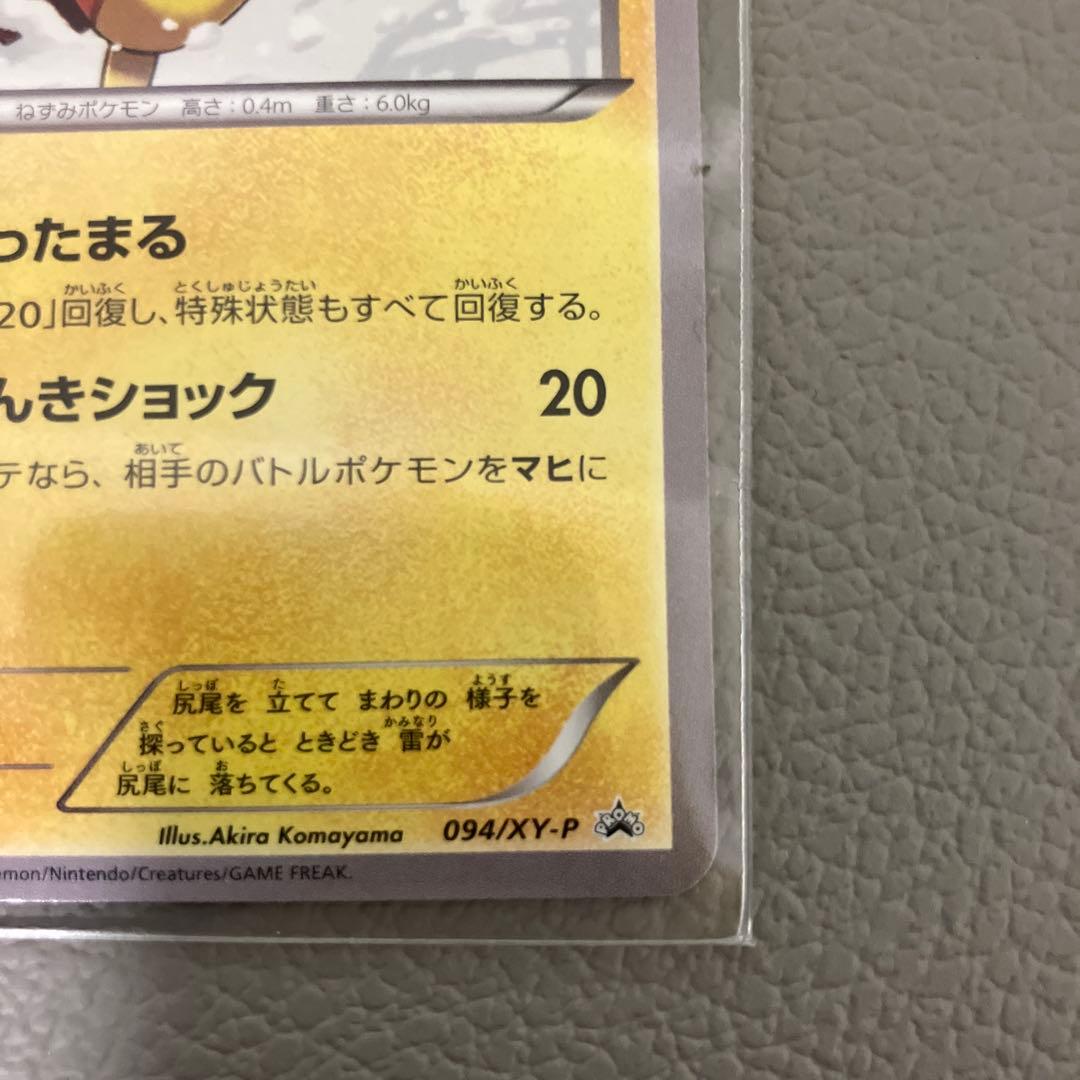 ねずみポケモン 高さ：0.4m 重さ：6.0kg
ったまる
かいふく とくしゅじょうたい かいふく
20」回復し、特殊状態もすべて回復する。
んきショック 20
あいて
テなら、相手のバトルポケモンをマヒに
しっぽ た ようす
尻尾を 立てて まわりの 様子を
さぐ かみなり
探っていると ときどき 雷が
しっぽ お
尻尾に 落ちてくる。
Illus.Akira Komayama 094/XY-P PROMO
emon/Nintendo/Creatures/GAME FREAK.